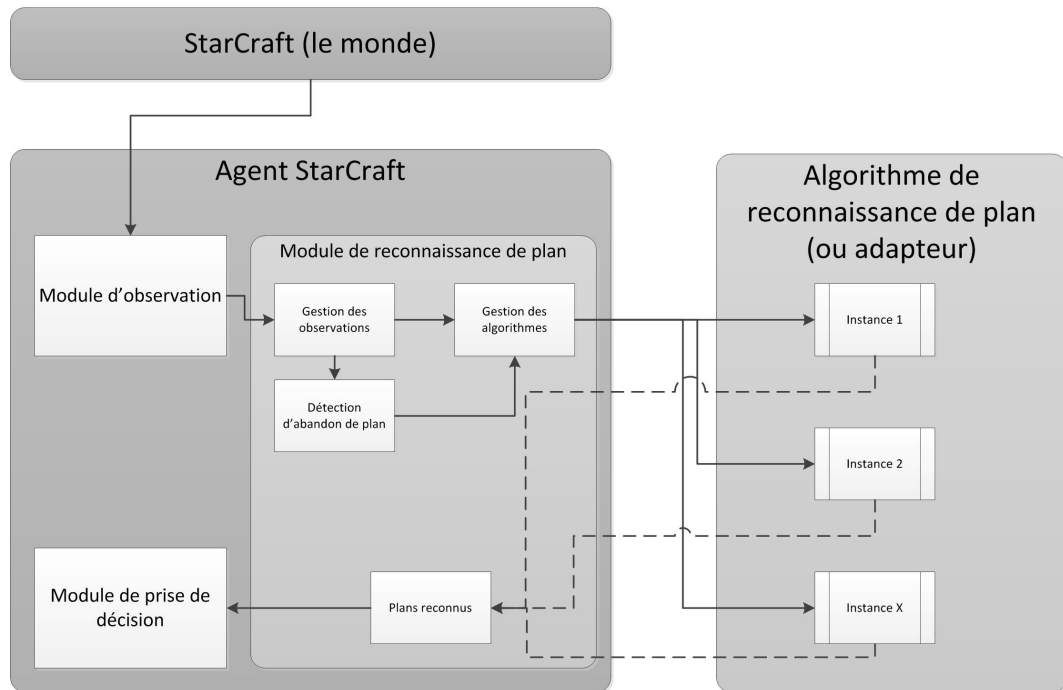 StarCraft (le monde)
Agent StarCraft
Algorithme de
reconnaissance de plan
(ou adapteur)
Module d'observation
Module de reconnaissance de plan
Gestion des
observations
Gestion des
algorithmes
Détection
d'abandon de plan
Instance 1
Instance 2
Instance X
Module de prise de
décision
Plans reconnus